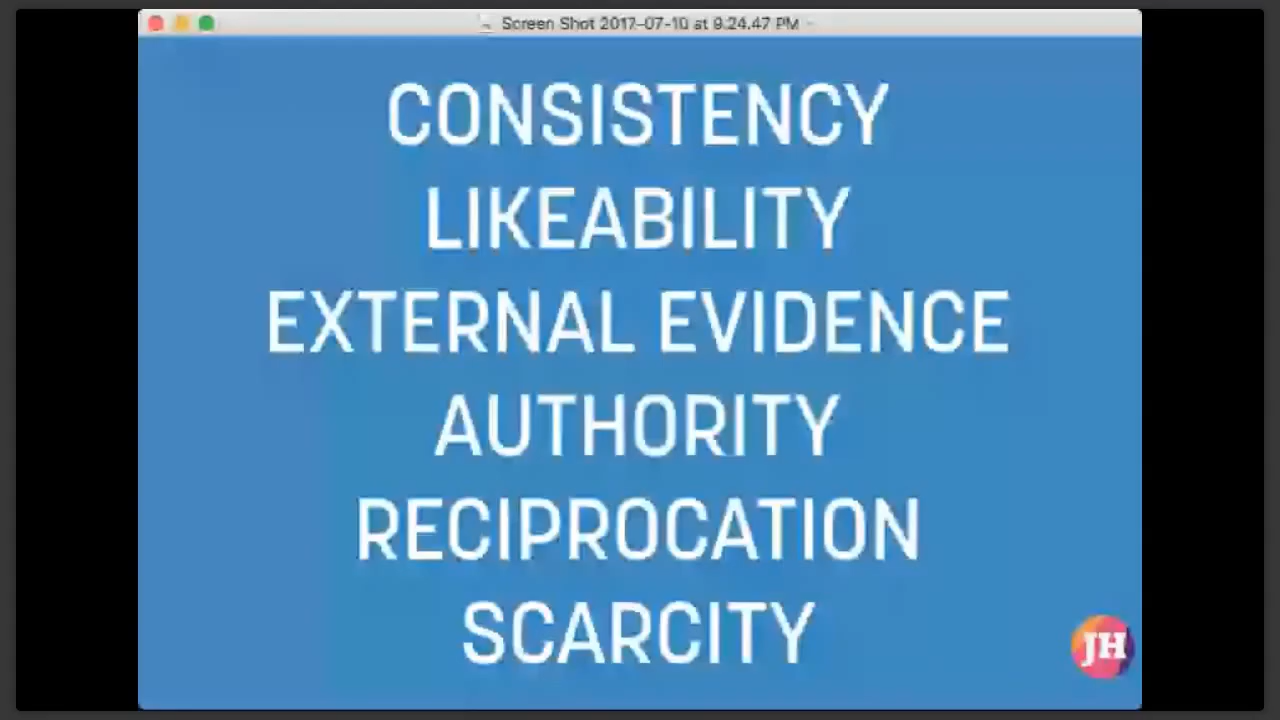 Screen Shot 2017-07-10 at 9.24.47 PM
CONSISTENCY
LIKEABILITY
EXTERNAL EVIDENCE
AUTHORITY
RECIPROCATION
SCARCITY
JH